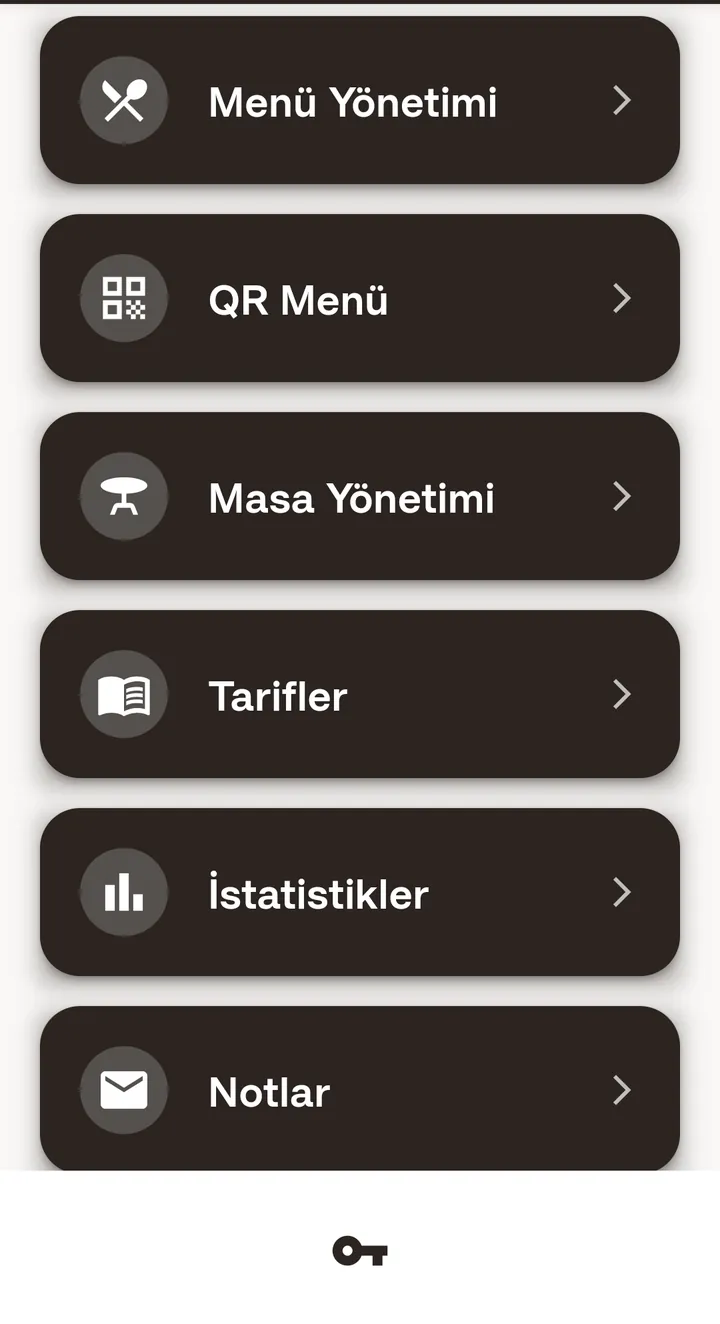 Menü Yönetimi
QR Menü
Masa Yönetimi
Tarifler
İstatistikler
Notlar